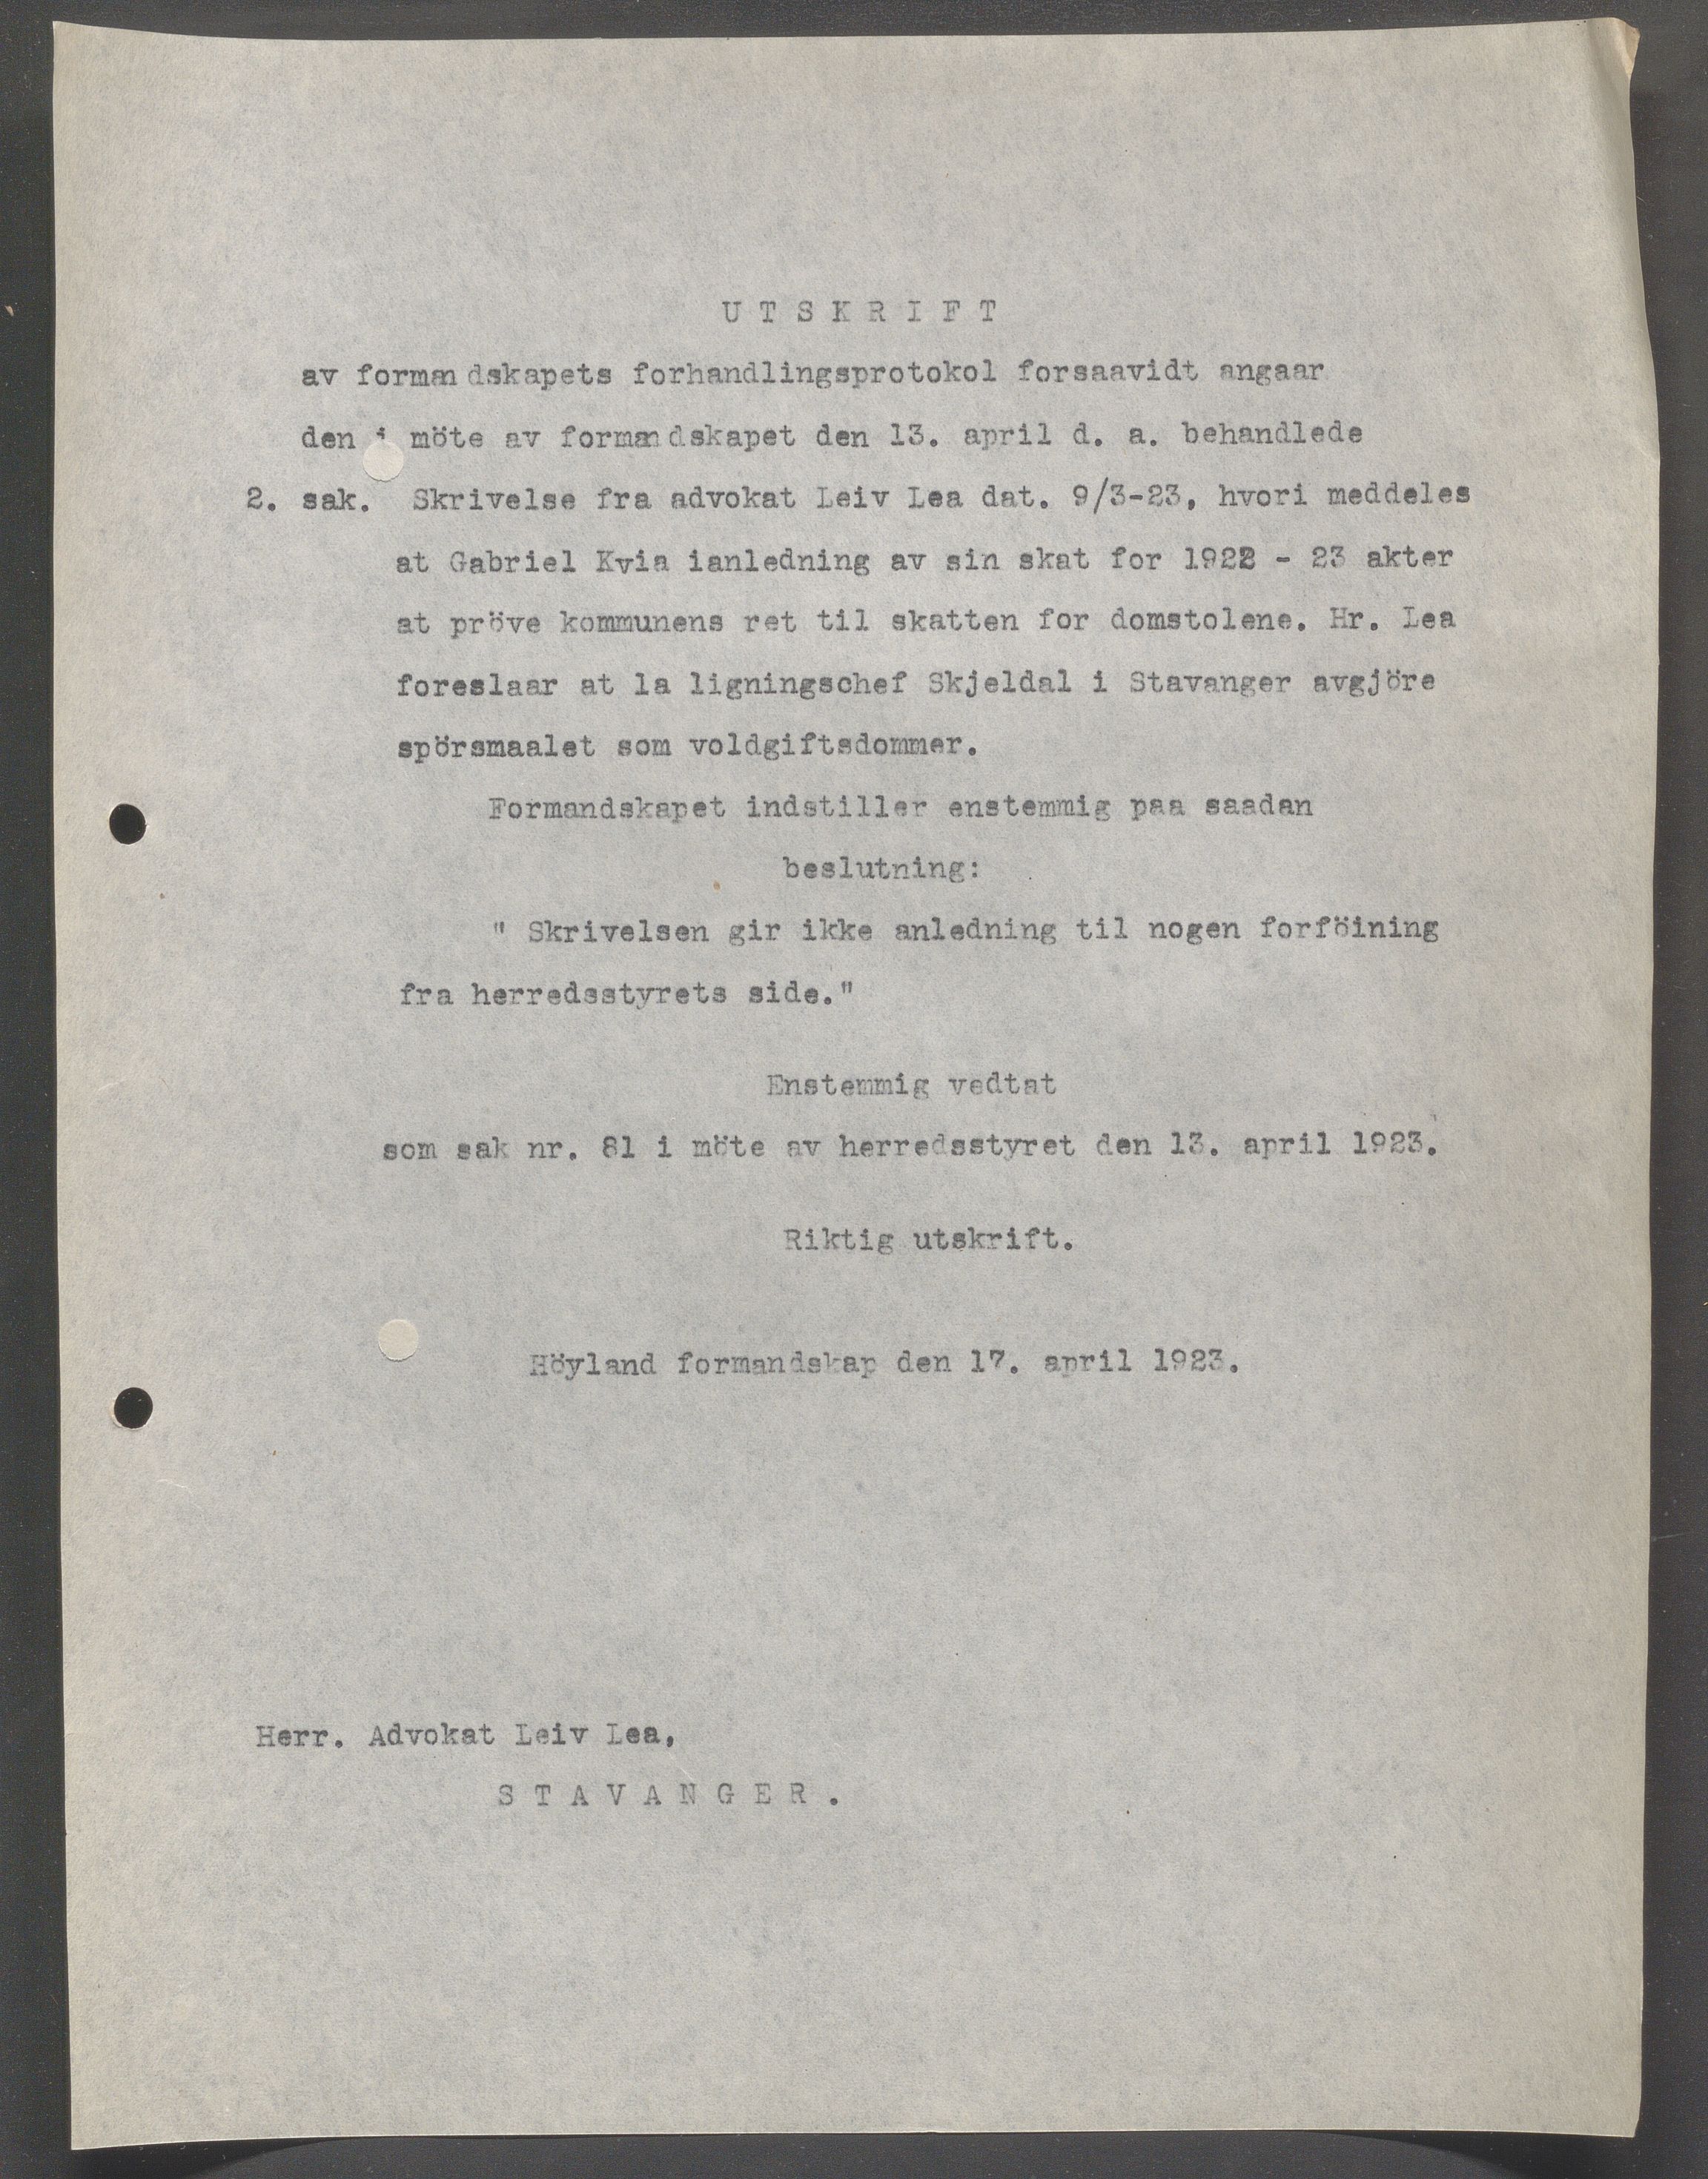 U T S K R I F T
av formandskapets forhandlingsprotokol forsaavidt angaar
den i möte av formandskapet den 13. april d. a. behandlede
2. sak. Skrivelse fra advokat Leiv Lea dat. 9/3-23, hvori meddeles
at Gabriel Kvia ianledning av sin skat for 1922 - 23 akter
at pröve kommunens ret til skatten for domstolene. Hr. Lea
foreslaar at la ligningschef Skjeldal i Stavanger avgjöre
spörsmaalet som voldgiftsdommer.
Formandskapet indstiller enstemmig paa saadan
beslutning:
" Skrivelsen gir ikke anledning til nogen forföining
fra herredsstyrets side."
Enstemmig vedtat
som sak nr. 81 i möte av herredsstyret den 13. april 1923.
Riktig utskrift.
Höyland formandskap den 17. april 1923.
Herr. Advokat Leiv Lea,
S T A V A N G E R .